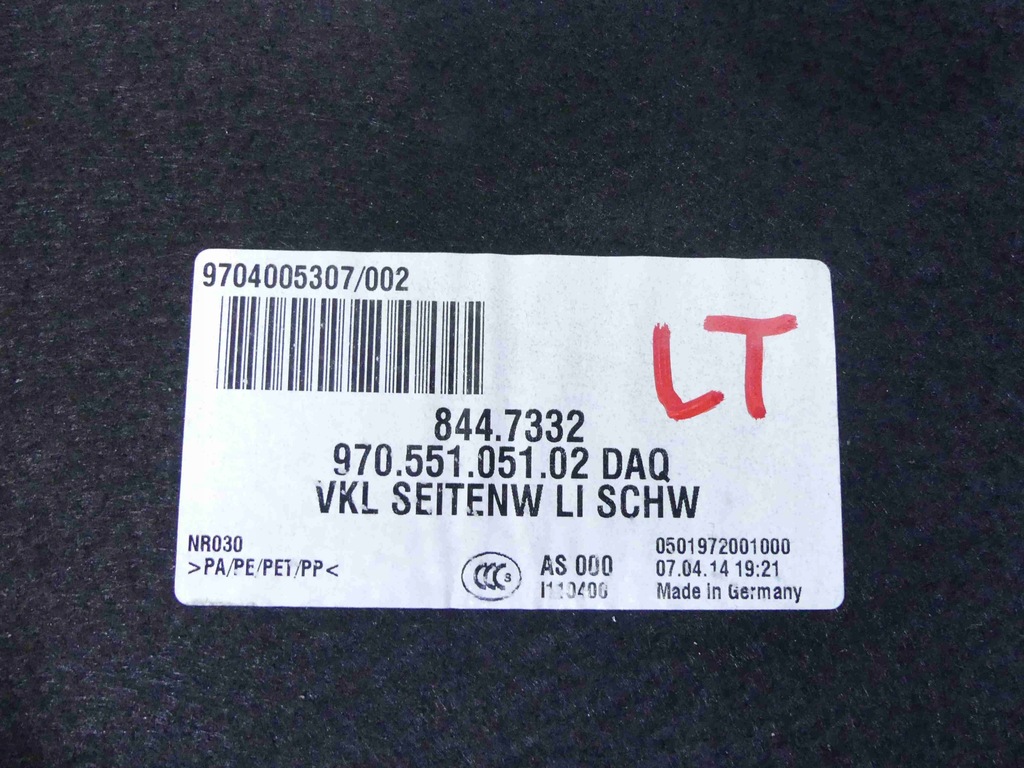 9704005307/002
LT
844.7332
970.551.051.02 DAQ
VKL SEITENW LI SCHW
NR030
>PA/PE/PET/PP<
CCC S
AS 000
0501972001000
07.04.14 19:21
Made in Germany